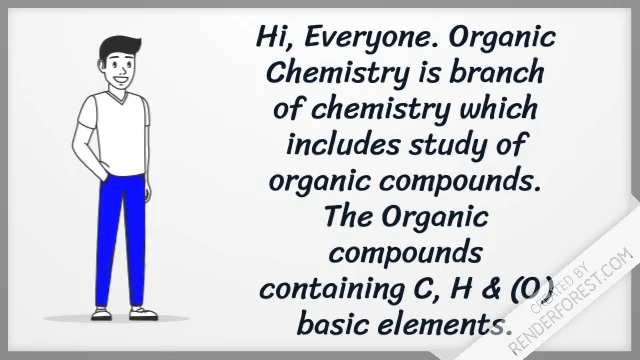 Hi, Everyone. Organic
Chemistry is branch
of chemistry which
includes study of
organic compounds.
The Organic
compounds
containing C, H & (O)
basic elements.
CREATED BY
RENDERFOREST.COM